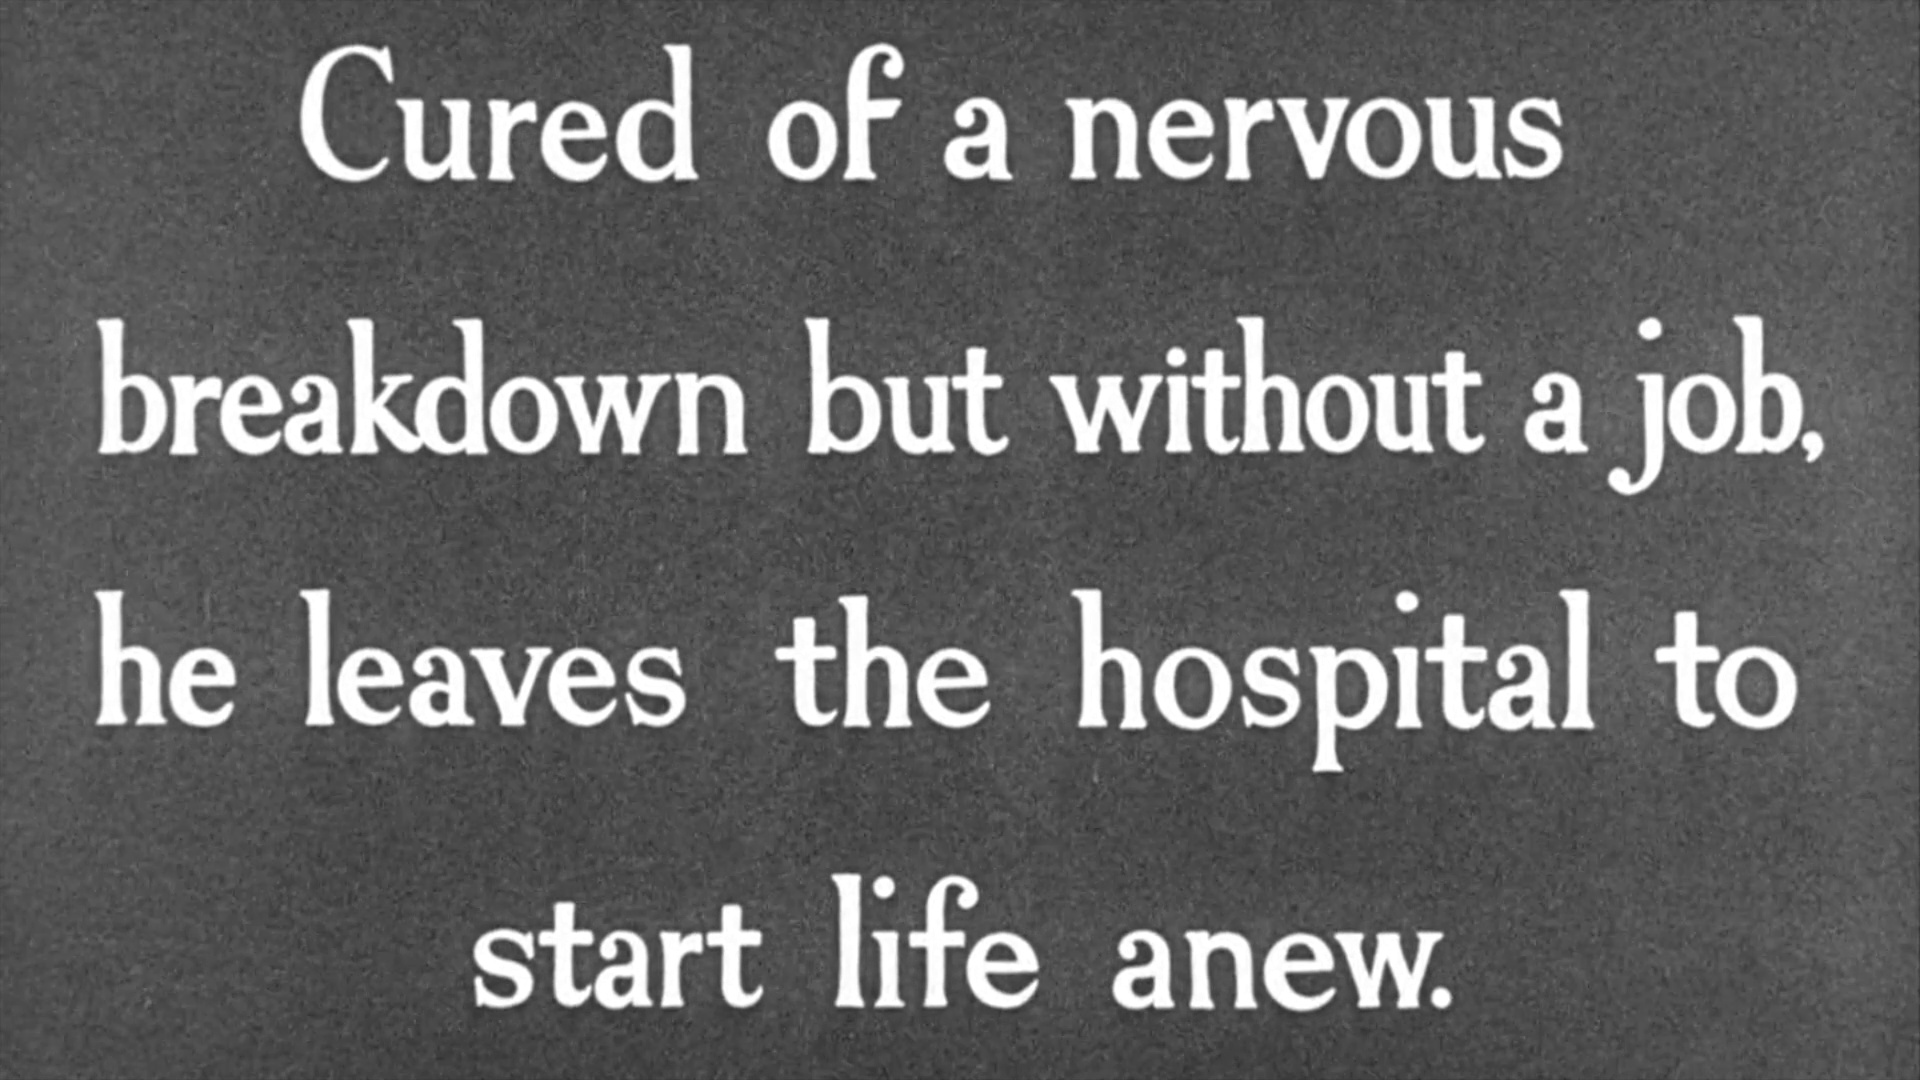 Cured of a nervous
breakdown but without a job,
he leaves the hospital to
start life anew.